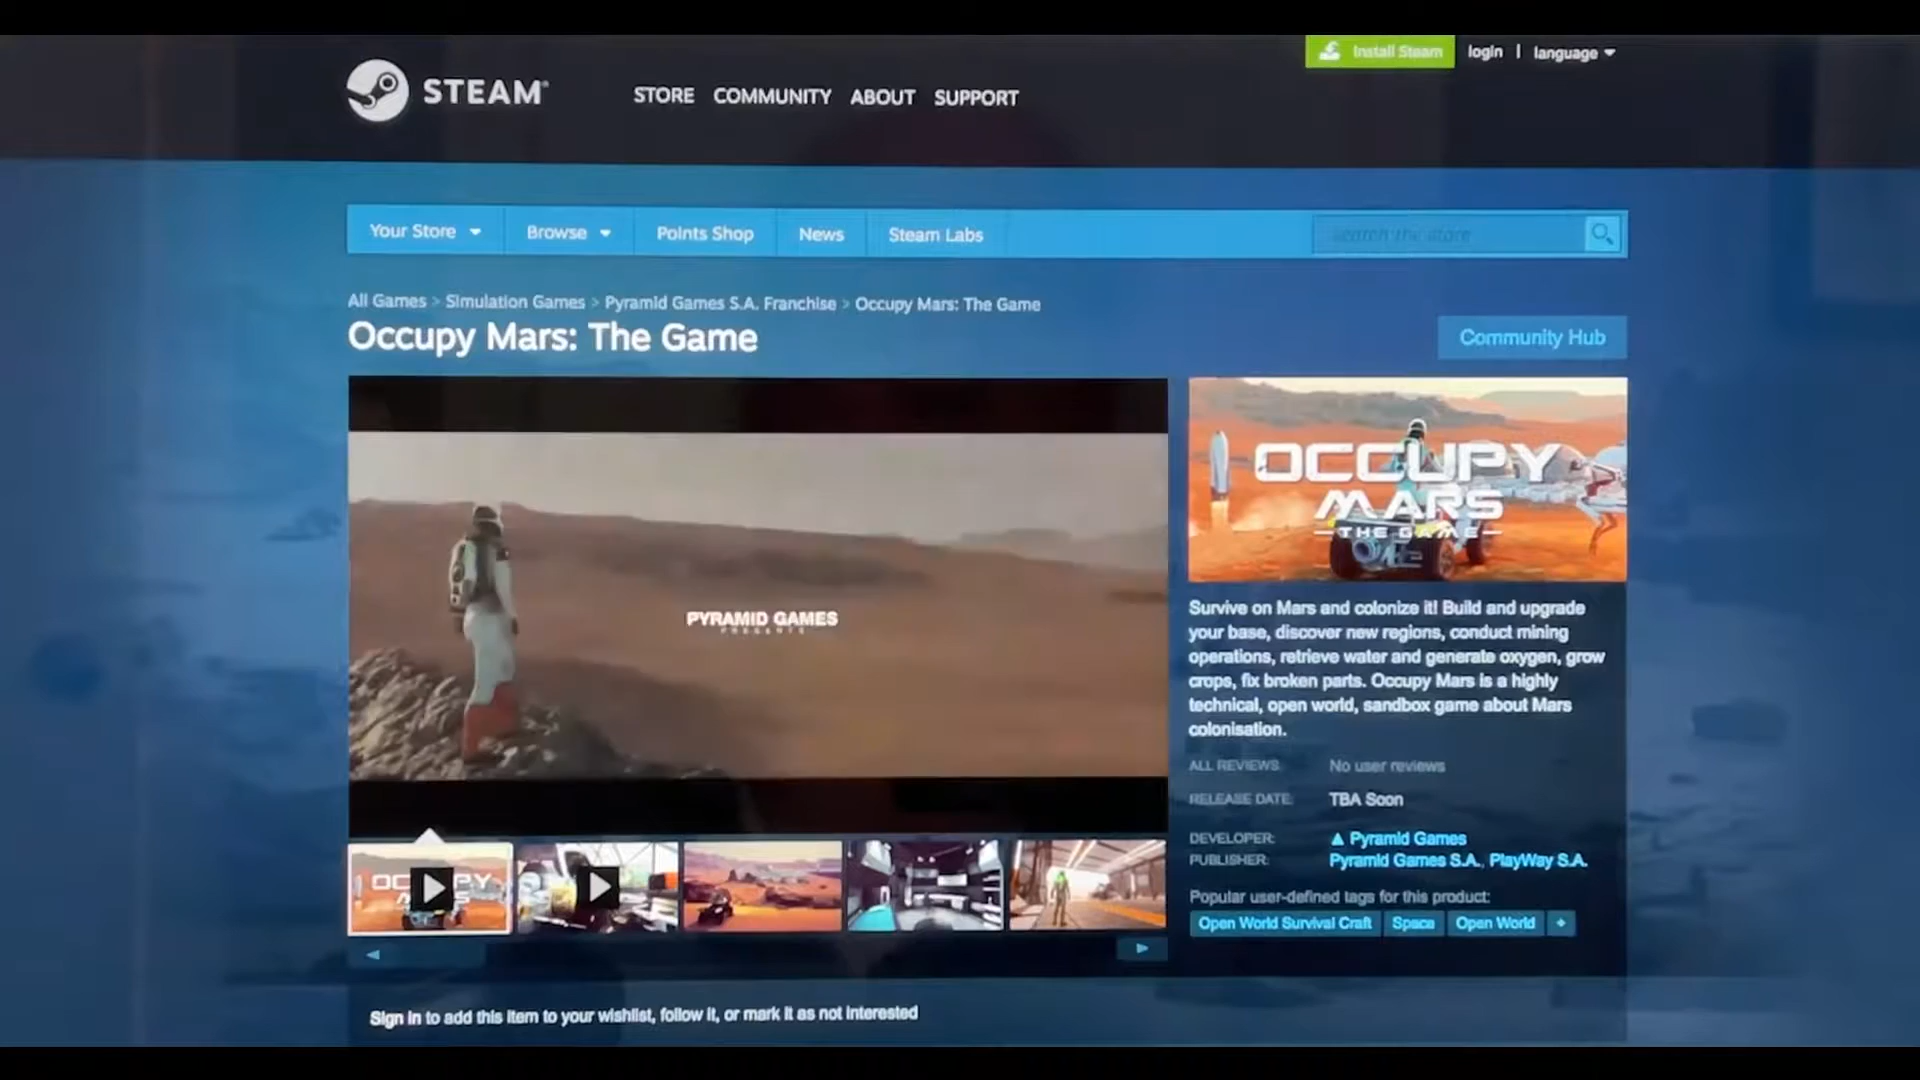 Install Steam login | language
STEAM®
STORE COMMUNITY ABOUT SUPPORT
Your Store Browse Points Shop News Steam Labs search the store
All Games > Simulation Games > Pyramid Games S.A. Franchise > Occupy Mars: The Game
Occupy Mars: The Game
Community Hub
PYRAMID GAMES
PRESENTS
OCCUPY
MARS
THE GAME
Survive on Mars and colonize it! Build and upgrade
your base, discover new regions, conduct mining
operations, retrieve water and generate oxygen, grow
crops, fix broken parts. Occupy Mars is a highly
technical, open world, sandbox game about Mars
colonisation.
ALL REVIEWS: No user reviews
RELEASE DATE: TBA Soon
DEVELOPER: Pyramid Games
PUBLISHER: Pyramid Games S.A., PlayWay S.A.
Popular user-defined tags for this product:
Open World Survival Craft Space Open World +
Sign in to add this item to your wishlist, follow it, or mark it as not interested